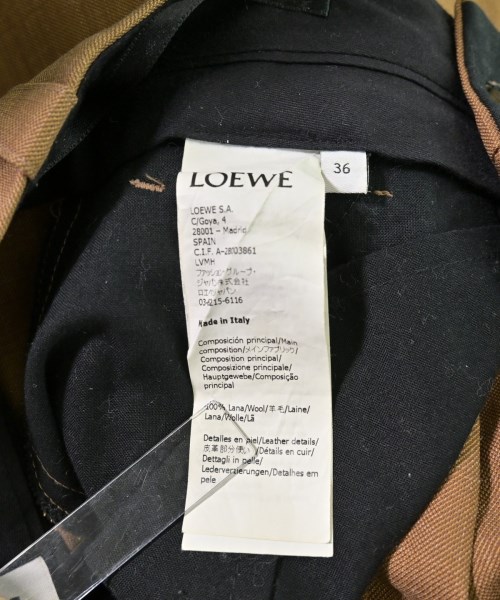 LOEWE
36
LOEWE S.A.
C/Goya, 4
28001 – Madrid
SPAIN
C.I.F. A-28003861
LVMH
ファッショングループ・
ジャパン株式会社
ロエベジャパン
Made in Italy
Composición principal/Main
composition/メインファブリック/
Composition principal/
Composizione principale/
Hauptgewebe/Composição
principal
100% Lana/Wool/羊毛/Laine/
Lana/Wolle/Lã
Detalles en piel/Leather details/
皮革部分使い/Détails en cuir/
Dettagli in pelle/
Lederverzierungen/Detalhes em
pele